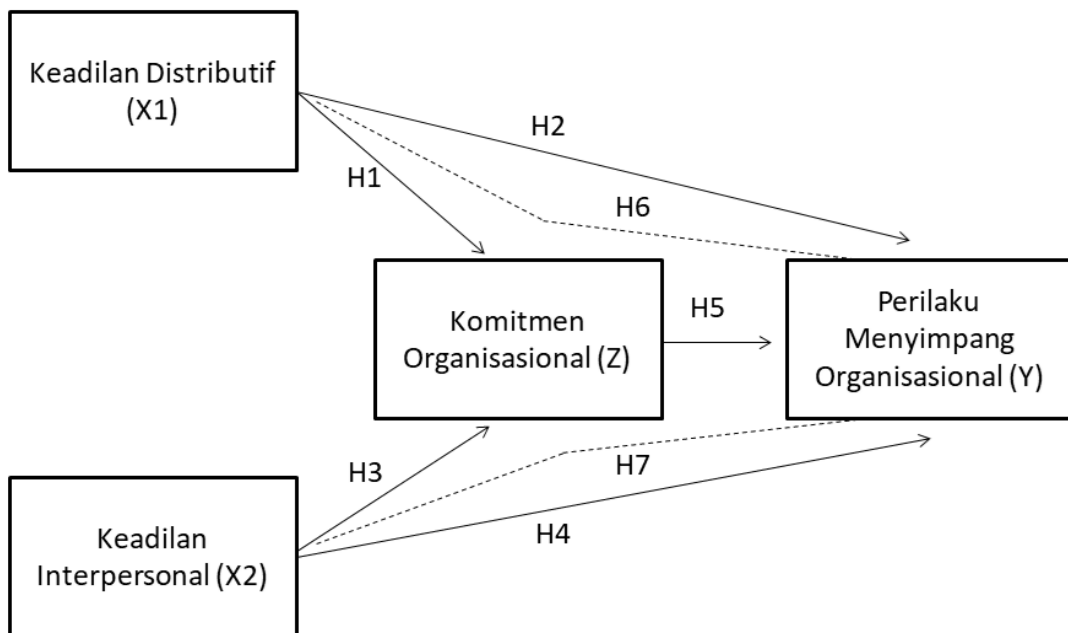 Keadilan Distributif
(X1)
H2
H1
H6
Komitmen
Organisasional (Z)
H5
Perilaku
Menyimpang
Organisasional (Y)
H3
H7
H4
Keadilan
Interpersonal (X2)